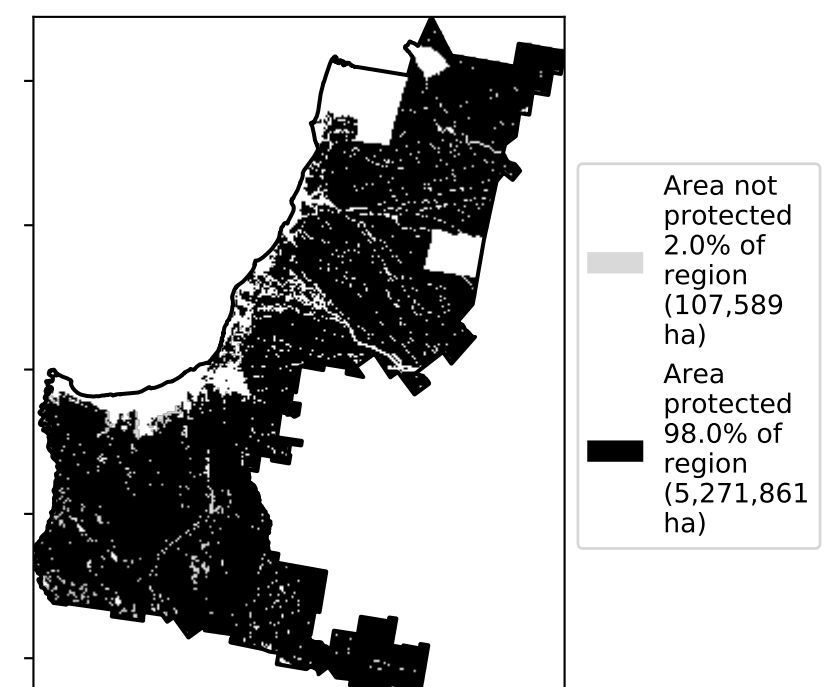 Area not
protected
2.0% of
region
(107,589
ha)
Area
protected
98.0% of
region
(5,271,861
ha)